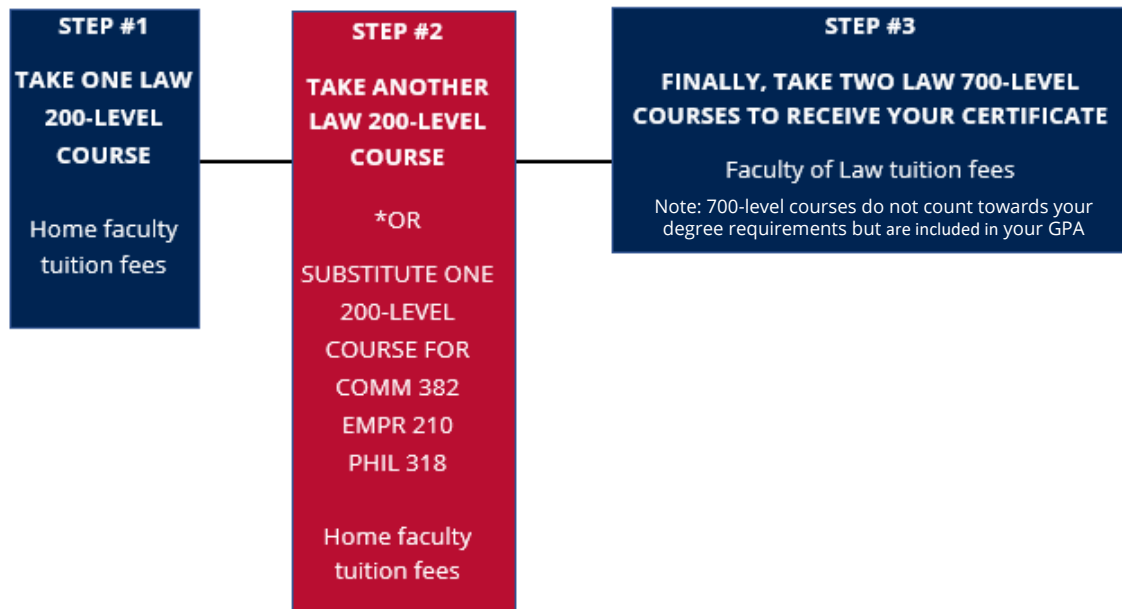 STEP #1
TAKE ONE LAW
200-LEVEL
COURSE
Home faculty
tuition fees
STEP #2
TAKE ANOTHER
LAW 200-LEVEL
COURSE
*OR
SUBSTITUTE ONE
200-LEVEL
COURSE FOR
COMM 382
EMPR 210
PHIL 318
Home faculty
tuition fees
STEP #3
FINALLY, TAKE TWO LAW 700-LEVEL
COURSES TO RECEIVE YOUR CERTIFICATE
Faculty of Law tuition fees
Note: 700-level courses do not count towards your
degree requirements but are included in your GPA